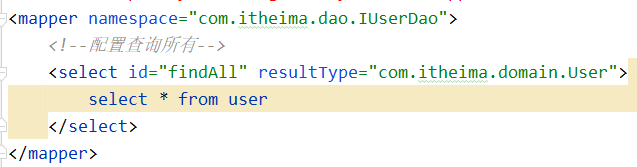 <mapper namespace="com.itheima.dao.IUserDao">
<!--配置查询所有-->
<select id="findAll" resultType="com.itheima.domain.User">
select * from user
</select>
</mapper>